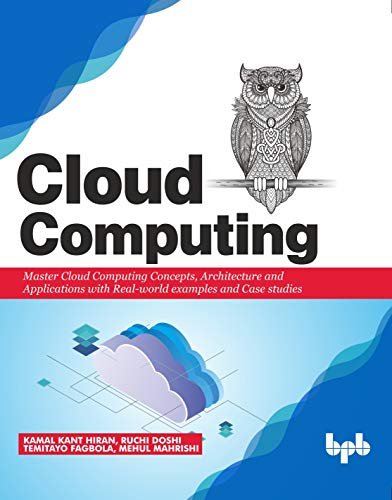 Cloud
Computing
Master Cloud Computing Concepts, Architecture and
Applications with Real-world examples and Case studies
KAMAL KANT HIRAN, RUCHI DOSHI
TEMITAYO FAGBOLA, MEHUL MAHRISHI
bpb